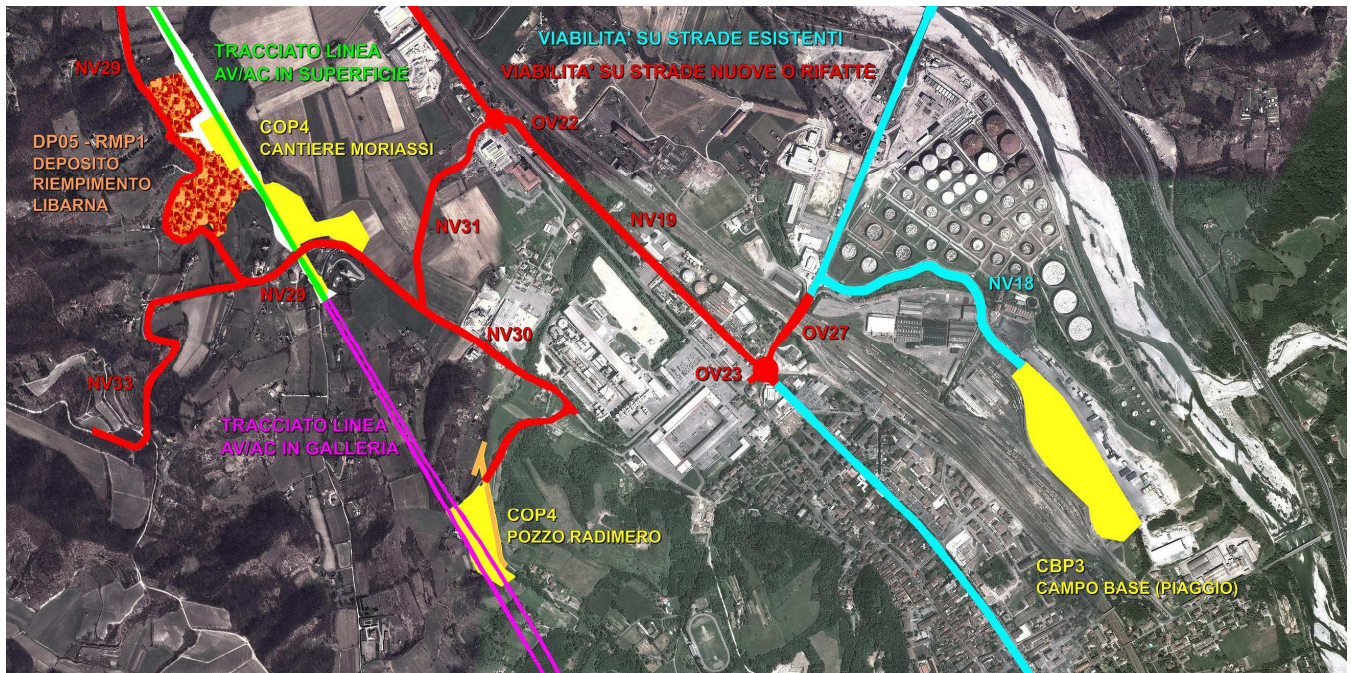 VIABILITA' SU STRADE ESISTENTI
TRACCIATO LINEA
AV/AC IN SUPERFICIE
NV29
VIABILITA' SU STRADE NUOVE O RIFATTE
OV22
COP4
CANTIERE MORIASSI
DP05 - RMP1
DEPOSITO
RIEMPIMENTO
LIBARNA
NV31
NV19
NV29
NV18
NV30
OV27
OV23
NV33
TRACCIATO LINEA
AV/AC IN GALLERIA
COP4
POZZO RADIMERO
CBP3
CAMPO BASE (PIAGGIO)